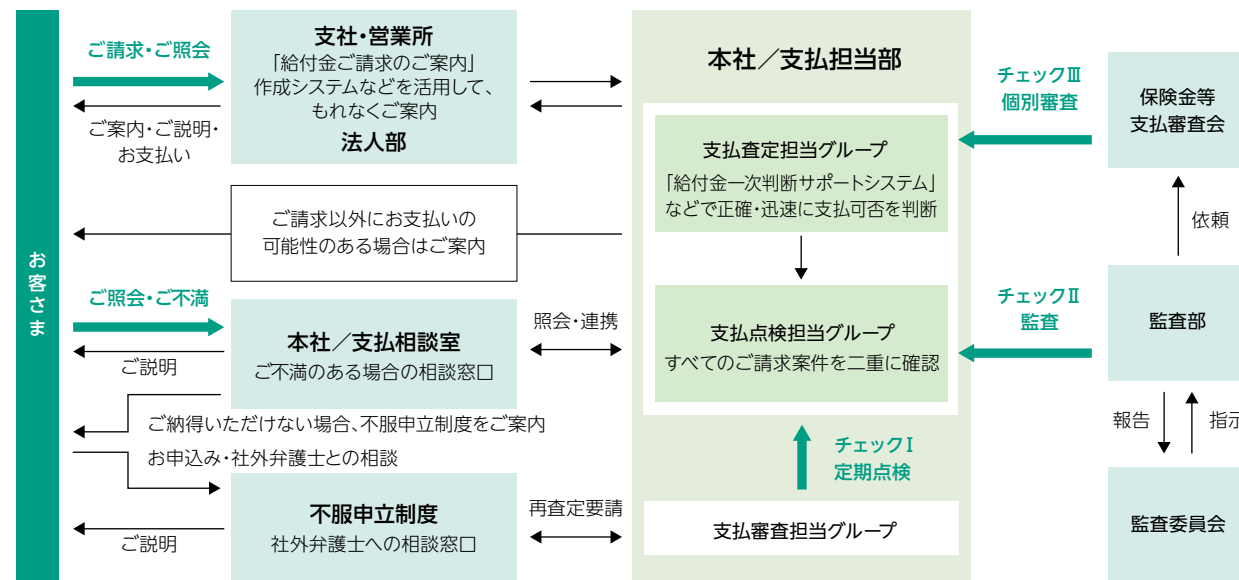 お客さま
ご請求・ご照会
ご案内・ご説明・
お支払い
支社・営業所
「給付金ご請求のご案内」
作成システムなどを活用して、
もれなくご案内
法人部
ご請求以外にお支払いの
可能性のある場合はご案内
ご照会・ご不満
ご説明
本社／支払相談室
ご不満のある場合の相談窓口
照会・連携
ご納得いただけない場合、不服申立制度をご案内
お申込み・社外弁護士との相談
ご説明
不服申立制度
社外弁護士への相談窓口
再査定要請
本社／支払担当部
支払査定担当グループ
「給付金一次判断サポートシステム」
などで正確・迅速に支払可否を判断
支払点検担当グループ
すべてのご請求案件を二重に確認
チェックⅠ
定期点検
支払審査担当グループ
チェックⅢ
個別審査
保険金等
支払審査会
依頼
チェックⅡ
監査
監査部
報告
指示
監査委員会